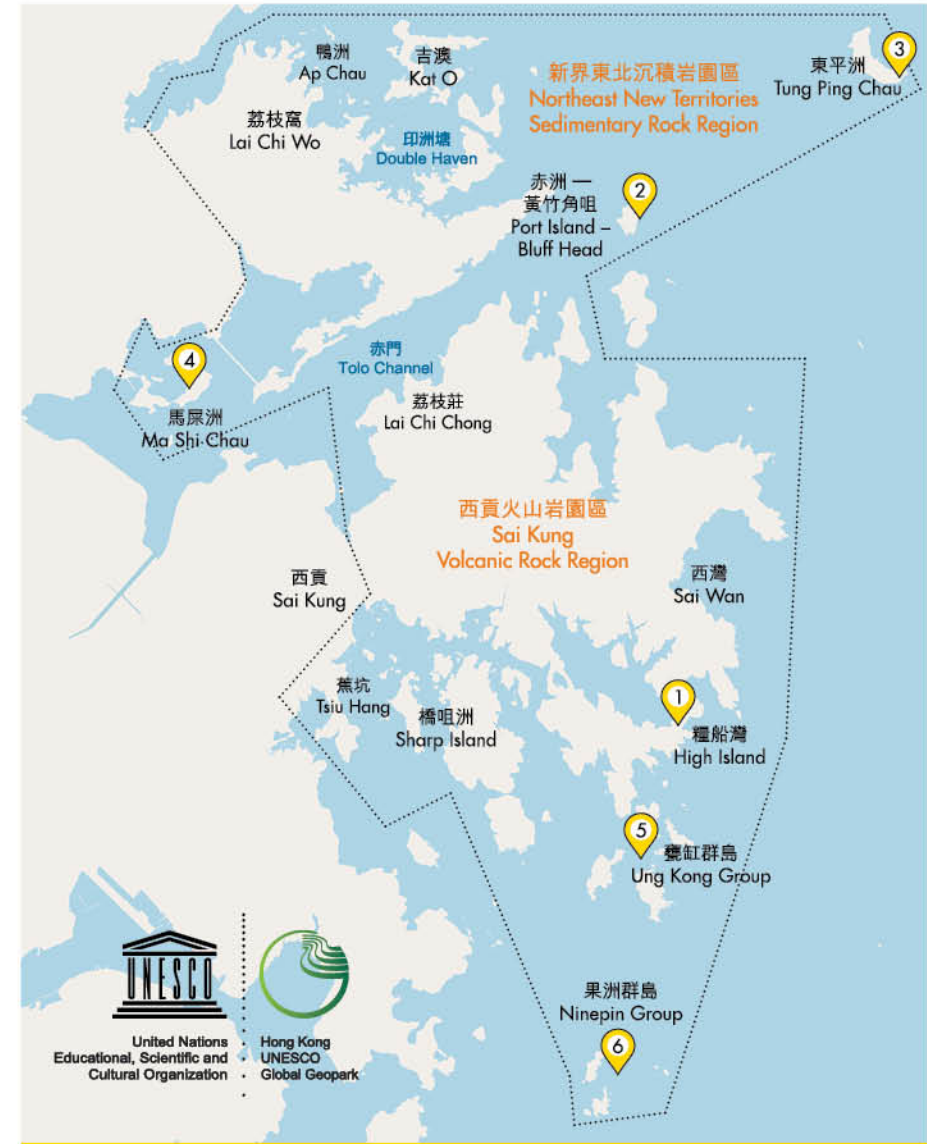 鴨洲
Ap Chau
吉澳
Kat O
新界東北沉積岩園區
Northeast New Territories
Sedimentary Rock Region
東平洲
Tung Ping Chau
3
荔枝窩
Lai Chi Wo
印洲塘
Double Haven
赤洲 —
黃竹角咀
Port Island –
Bluff Head
2
4
馬屎洲
Ma Shi Chau
赤門
Tolo Channel
荔枝莊
Lai Chi Chong
西貢火山岩園區
Sai Kung
Volcanic Rock Region
西貢
Sai Kung
西灣
Sai Wan
蕉坑
Tsiu Hang
橋咀洲
Sharp Island
1
糧船灣
High Island
5
甕缸群島
Ung Kong Group
果洲群島
Ninepin Group
6
UNESCO
United Nations
Educational, Scientific and
Cultural Organization
Hong Kong
UNESCO
Global Geopark